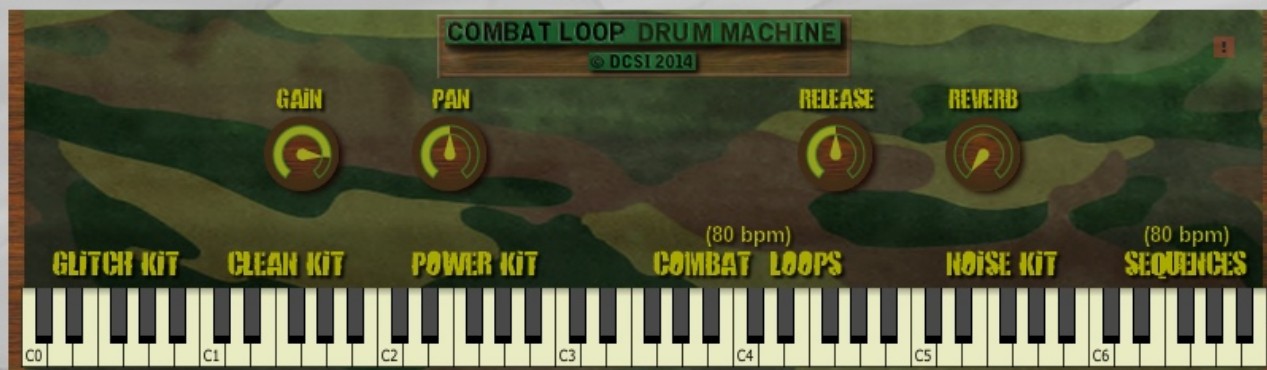 COMBAT LOOP DRUM MACHINE
© DCSI 2014
!
GAIN PAN RELEASE REVERB
(80 bpm) (80 bpm)
GLITCH KIT CLEAN KIT POWER KIT COMBAT LOOPS NOISE KIT SEQUENCES
C0 C1 C2 C3 C4 C5 C6